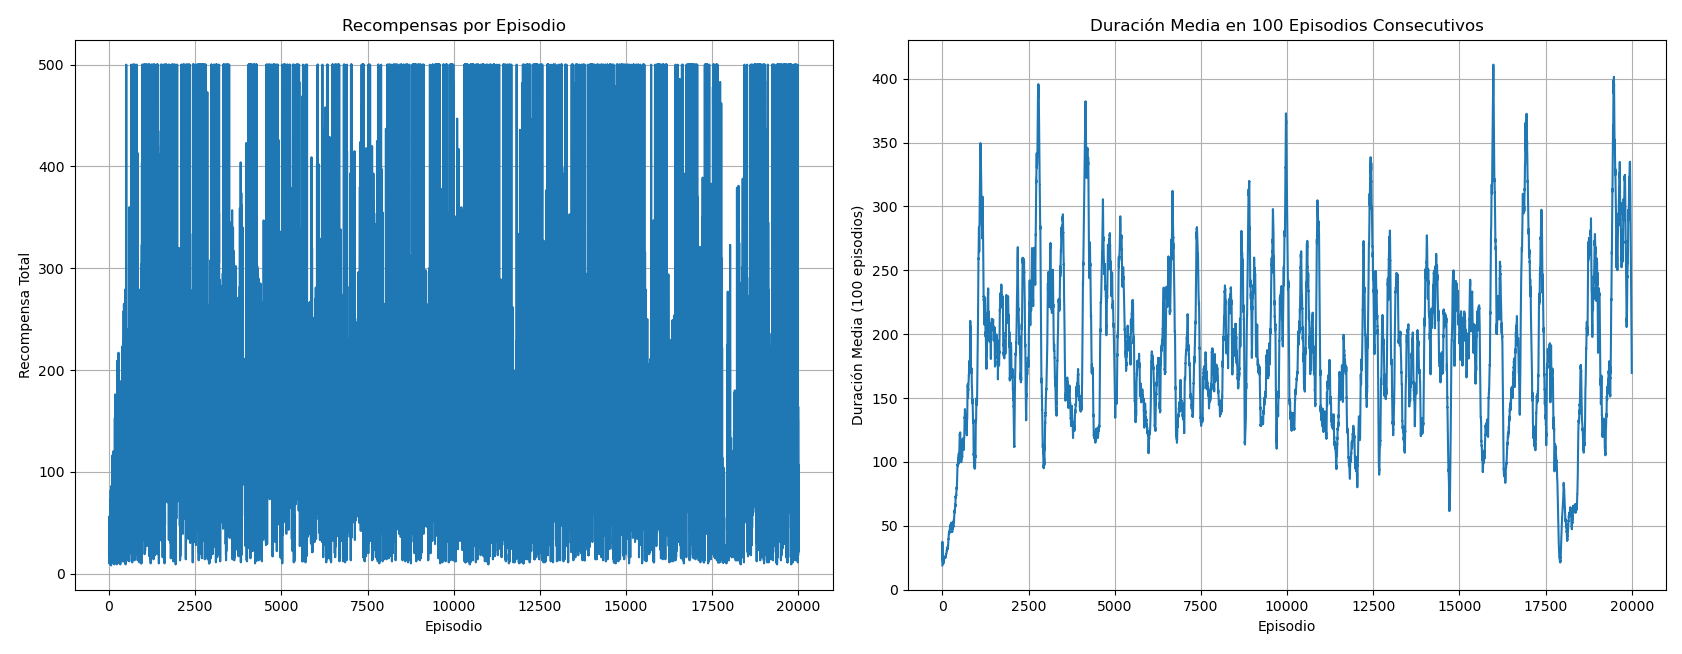 Recompensas por Episodio
Recompensa Total
500
400
300
200
100
0
0 2500 5000 7500 10000 12500 15000 17500 20000
Episodio
Duración Media en 100 Episodios Consecutivos
Duración Media (100 episodios)
400
350
300
250
200
150
100
50
0
0 2500 5000 7500 10000 12500 15000 17500 20000
Episodio